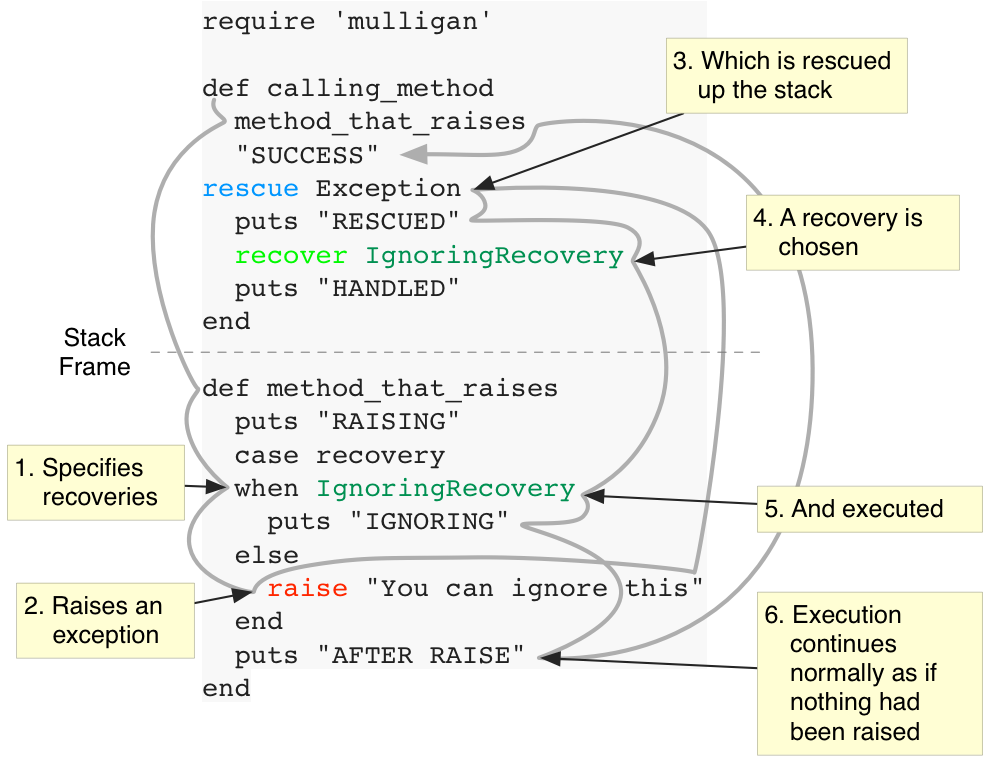 require 'mulligan'
def calling_method
method_that_raises
"SUCCESS"
rescue Exception
puts "RESCUED"
recover IgnoringRecovery
puts "HANDLED"
end
Stack
Frame
def method_that_raises
puts "RAISING"
case recovery
when IgnoringRecovery
puts "IGNORING"
else
raise "You can ignore this"
end
puts "AFTER RAISE"
end
1. Specifies
recoveries
2. Raises an
exception
3. Which is rescued
up the stack
4. A recovery is
chosen
5. And executed
6. Execution
continues
normally as if
nothing had
been raised